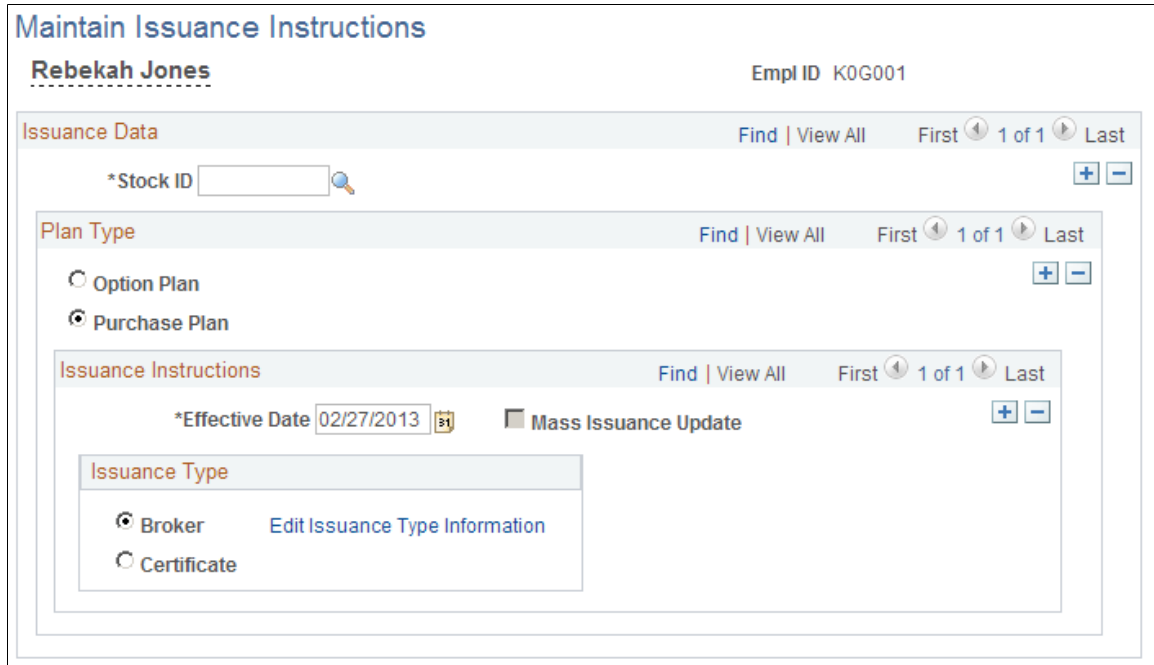 Maintain Issuance Instructions
Rebekah Jones Empl ID K0G001
Issuance Data Find | View All First 1 of 1 Last
*Stock ID
Plan Type Find | View All First 1 of 1 Last
Option Plan
Purchase Plan
Issuance Instructions Find | View All First 1 of 1 Last
*Effective Date 02/27/2013 31 Mass Issuance Update
Issuance Type
Broker Edit Issuance Type Information
Certificate